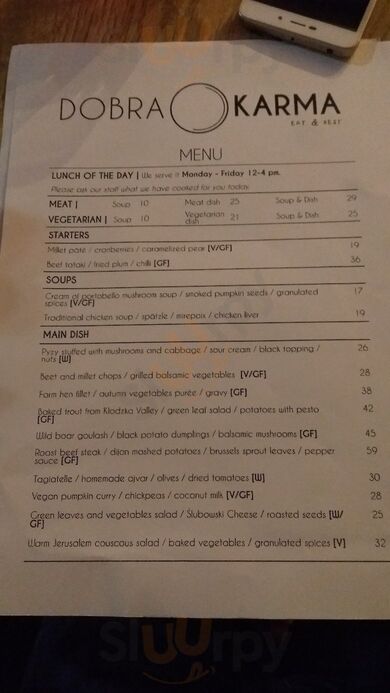 sluurpy
DOBRA KARMA
EAT & REST
MENU
LUNCH OF THE DAY | We serve it Monday - Friday 12-4 pm.
Please ask our staff what we have cooked for you today.
MEAT | Soup 10 Meat dish 25 Soup & Dish 29
VEGETARIAN | Soup 10 Vegetarian dish 21 Soup & Dish 25
STARTERS
Millet pate / cranberries / caramelized pear [V/GF] 19
Beef tataki / fried plum / chilli [GF] 36
SOUPS
Cream of portobello mushroom soup / smoked pumpkin seeds / granulated 17
spices [V/GF]
Traditional chicken soup / spätzle / mirepoix / chicken liver 19
MAIN DISH
Pyzy stuffed with mushrooms and cabbage / sour cream / black topping / 26
nuts [W]
Beet and millet chops / grilled balsamic vegetables [V/GF] 28
Farm hen fillet / autumn vegetables purée / gravy [GF] 38
Baked trout from Kłodzka Valley / green leaf salad / potatoes with pesto 42
[GF]
Wild boar goulash / black potato dumplings / balsamic mushrooms [GF] 45
Roast beef steak / dijon mashed potatoes / brussels sprout leaves / pepper 59
sauce [GF]
Tagiatelle / homemade ajvar / olives / dried tomatoes [W] 30
Vegan pumpkin curry / chickpeas / coconut milk [V/GF] 28
Green leaves and vegetables salad / Ślubowski Cheese / roasted seeds [W/ 25
GF]
Warm Jerusalem couscous salad / baked vegetables / granulated spices [V] 32
sluurpy